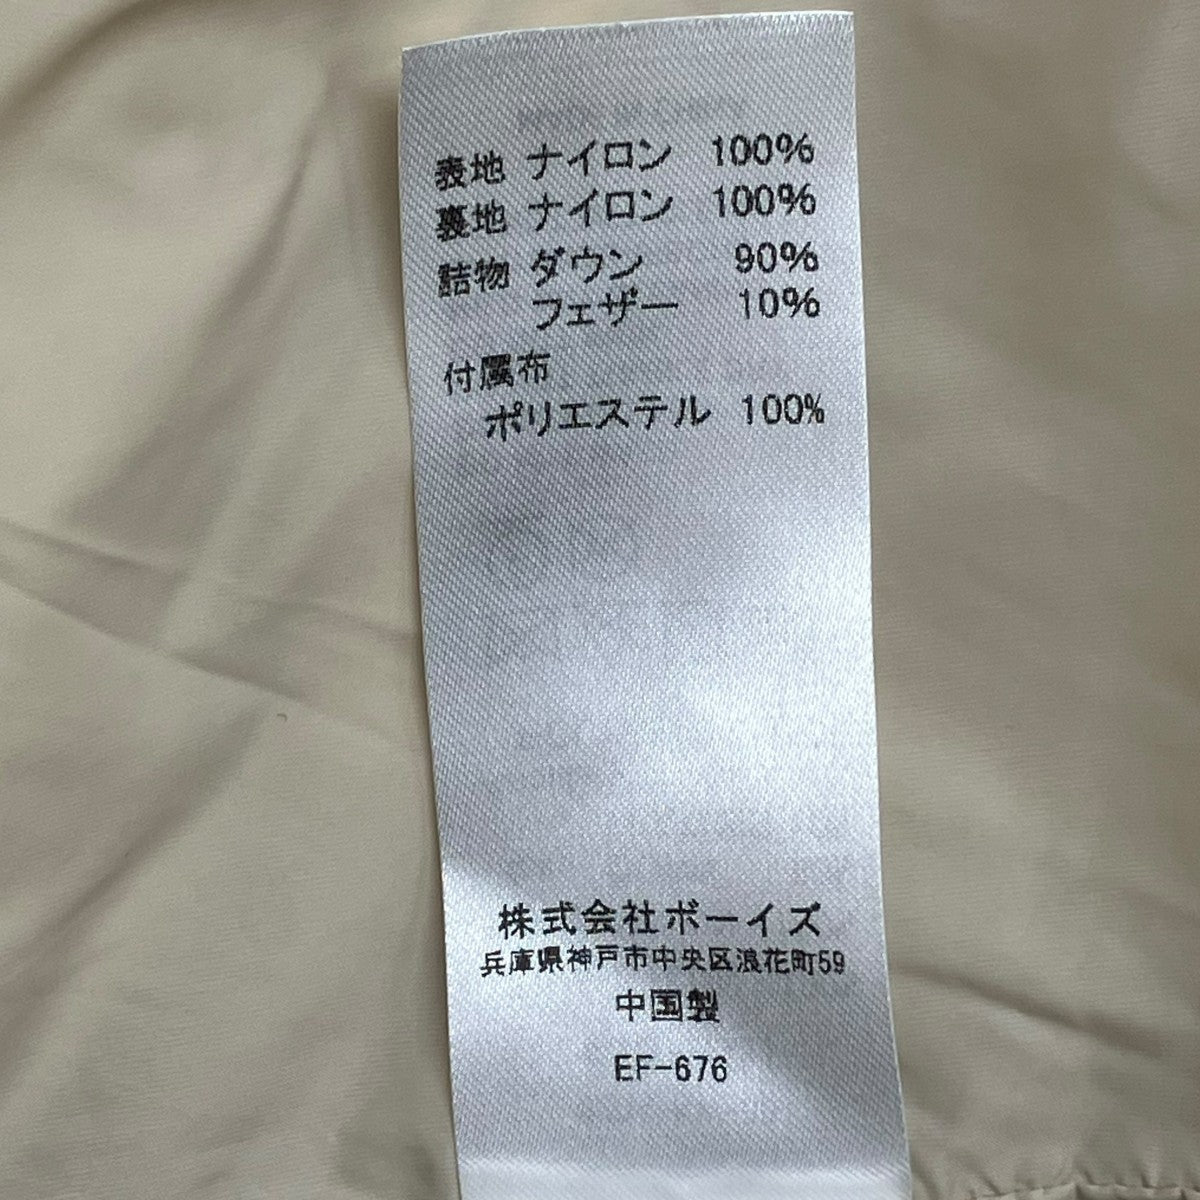 表地 ナイロン 100%
裏地 ナイロン 100%
詰物 ダウン 90%
フェザー 10%
付属布
ポリエステル 100%
株式会社ボーイズ
兵庫県神戸市中央区浪花町59
中国製
EF-676